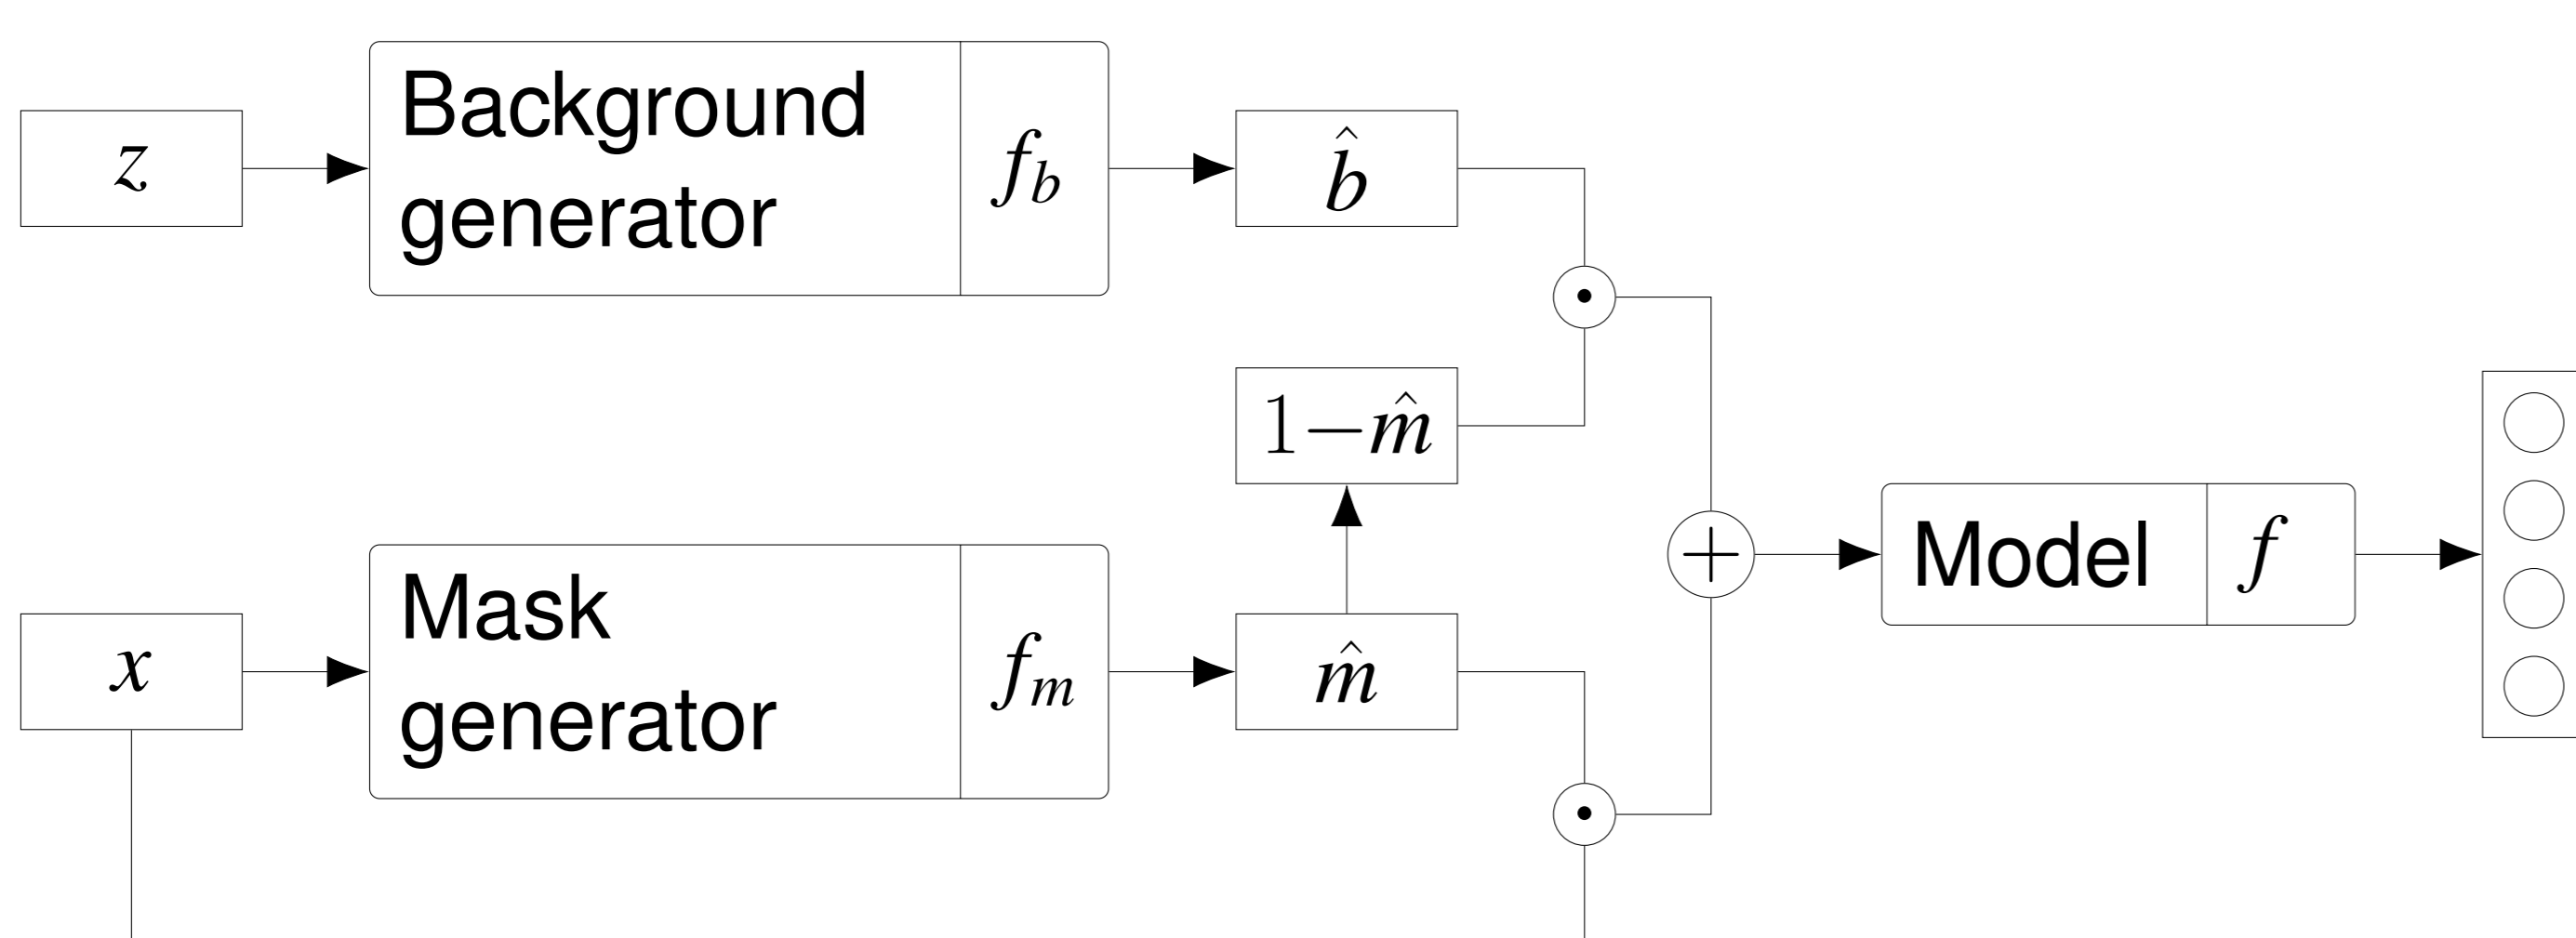 z
Background
generator
f_b
b̂
1−m̂
x
Mask
generator
f_m
m̂
+
Model
f